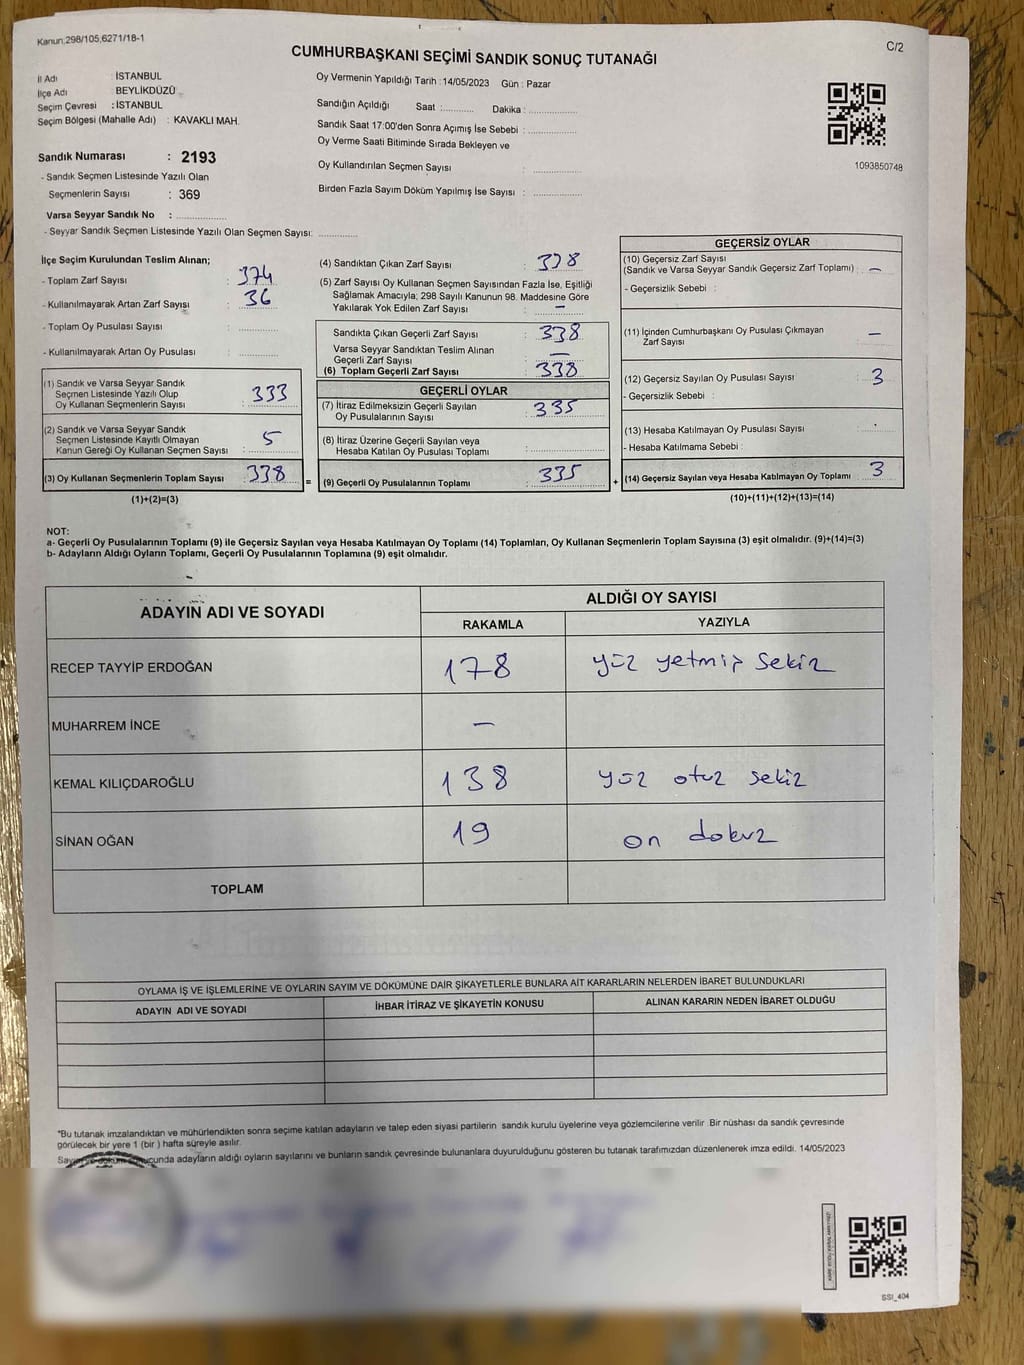 Kanun;298/105,6271/18-1
C/2
CUMHURBAŞKANI SEÇİMİ SANDIK SONUÇ TUTANAĞI
İl Adı : İSTANBUL
İlçe Adı : BEYLİKDÜZÜ
Seçim Çevresi : İSTANBUL
Seçim Bölgesi (Mahalle Adı) : KAVAKLI MAH.
Sandık Numarası : 2193
- Sandık Seçmen Listesinde Yazılı Olan
Seçmenlerin Sayısı : 369
Varsa Seyyar Sandık No : ..............
- Seyyar Sandık Seçmen Listesinde Yazılı Olan Seçmen Sayısı: ............
Oy Vermenin Yapıldığı Tarih : 14/05/2023 Gün : Pazar
Sandığın Açıldığı Saat :........... Dakika : ................
Sandık Saat 17:00'den Sonra Açımış İse Sebebi : ................
Oy Verme Saati Bitiminde Sırada Bekleyen ve
Oy Kullandırılan Seçmen Sayısı : ................
Birden Fazla Sayım Döküm Yapılmış İse Sayısı : ................
1093850748
İlçe Seçim Kurulundan Teslim Alınan;
- Toplam Zarf Sayısı : 374
- Kullanılmayarak Artan Zarf Sayısı : 36
- Toplam Oy Pusulası Sayısı : .............
- Kullanılmayarak Artan Oy Pusulası : .............
(1) Sandık ve Varsa Seyyar Sandık
Seçmen Listesinde Yazılı Olup
Oy Kullanan Seçmenlerin Sayısı : 333
(2) Sandık ve Varsa Seyyar Sandık
Seçmen Listesinde Kayıtlı Olmayan
Kanun Gereği Oy Kullanan Seçmen Sayısı : 5
(3) Oy Kullanan Seçmenlerin Toplam Sayısı : 338
(1)+(2)=(3)
(4) Sandıktan Çıkan Zarf Sayısı : 338
(5) Zarf Sayısı Oy Kullanan Seçmen Sayısından Fazla İse, Eşitliği
Sağlamak Amacıyla; 298 Sayılı Kanunun 98. Maddesine Göre
Yakılarak Yok Edilen Zarf Sayısı : —
Sandıkta Çıkan Geçerli Zarf Sayısı : 338
Varsa Seyyar Sandıktan Teslim Alınan
Geçerli Zarf Sayısı : —
(6) Toplam Geçerli Zarf Sayısı : 338
GEÇERLİ OYLAR
(7) İtiraz Edilmeksizin Geçerli Sayılan
Oy Pusulalarının Sayısı : 335
(8) İtiraz Üzerine Geçerli Sayılan veya
Hesaba Katılan Oy Pusulası Toplamı : ................
= (9) Geçerli Oy Pusulalarının Toplamı : 335 +
GEÇERSİZ OYLAR
(10) Geçersiz Zarf Sayısı
(Sandık ve Varsa Seyyar Sandık Geçersiz Zarf Toplamı) : —
- Geçersizlik Sebebi :
(11) İçinden Cumhurbaşkanı Oy Pusulası Çıkmayan
Zarf Sayısı : —
(12) Geçersiz Sayılan Oy Pusulası Sayısı : 3
- Geçersizlik Sebebi :
(13) Hesaba Katılmayan Oy Pusulası Sayısı : .........
- Hesaba Katılmama Sebebi :
(14) Geçersiz Sayılan veya Hesaba Katılmayan Oy Toplamı : 3
(10)+(11)+(12)+(13)=(14)
NOT:
a- Geçerli Oy Pusulalarının Toplamı (9) ile Geçersiz Sayılan veya Hesaba Katılmayan Oy Toplamı (14) Toplamları, Oy Kullanan Seçmenlerin Toplam Sayısına (3) eşit olmalıdır. (9)+(14)=(3)
b- Adayların Aldığı Oyların Toplamı, Geçerli Oy Pusulalarının Toplamına (9) eşit olmalıdır.
ADAYIN ADI VE SOYADI
ALDIĞI OY SAYISI
RAKAMLA YAZIYLA
RECEP TAYYİP ERDOĞAN 178 yüz yetmiş sekiz
MUHARREM İNCE —
KEMAL KILIÇDAROĞLU 138 yüz otuz sekiz
SİNAN OĞAN 19 on dokuz
TOPLAM
OYLAMA İŞ VE İŞLEMLERİNE VE OYLARIN SAYIM VE DÖKÜMÜNE DAİR ŞİKAYETLERLE BUNLARA AİT KARARLARIN NELERDEN İBARET BULUNDUKLARI
ADAYIN ADI VE SOYADI İHBAR İTİRAZ VE ŞİKAYETİN KONUSU ALINAN KARARIN NEDEN İBARET OLDUĞU
*Bu tutanak imzalandıktan ve mühürlendikten sonra seçime katılan adayların ve talep eden siyasi partilerin sandık kurulu üyelerine veya gözlemcilerine verilir. Bir nüshası da sandık çevresinde
görülecek bir yere 1 (bir ) hafta süreyle asılır.
sonucunda adayların aldığı oyların sayılarını ve bunların sandık çevresinde bulunanlara duyurulduğunu gösteren bu tutanak tarafımızdan düzenlenerek imza edildi. 14/05/2023
SSI_404